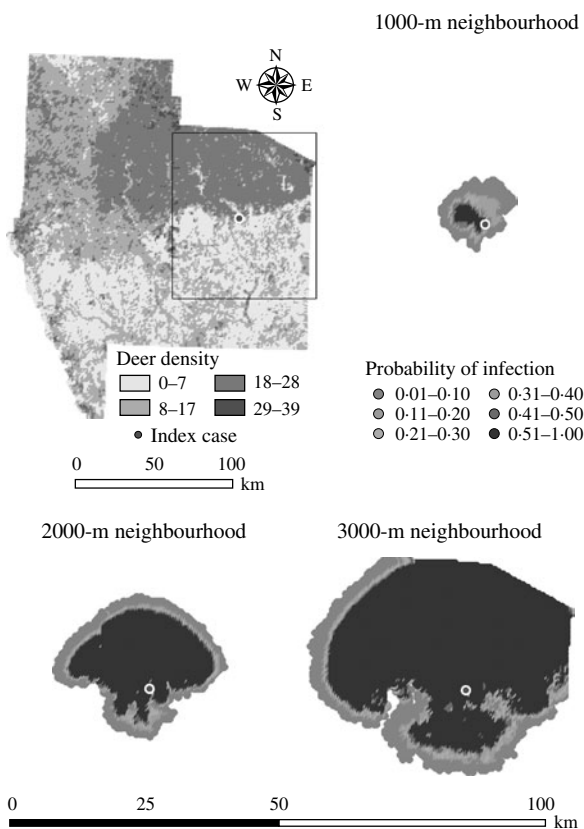 1000-m neighbourhood
N
W E
S
Deer density
0–7 18–28
8–17 29–39
Index case
0 50 100
km
Probability of infection
0·01–0·10 0·31–0·40
0·11–0·20 0·41–0·50
0·21–0·30 0·51–1·00
2000-m neighbourhood 3000-m neighbourhood
0 25 50 100
km